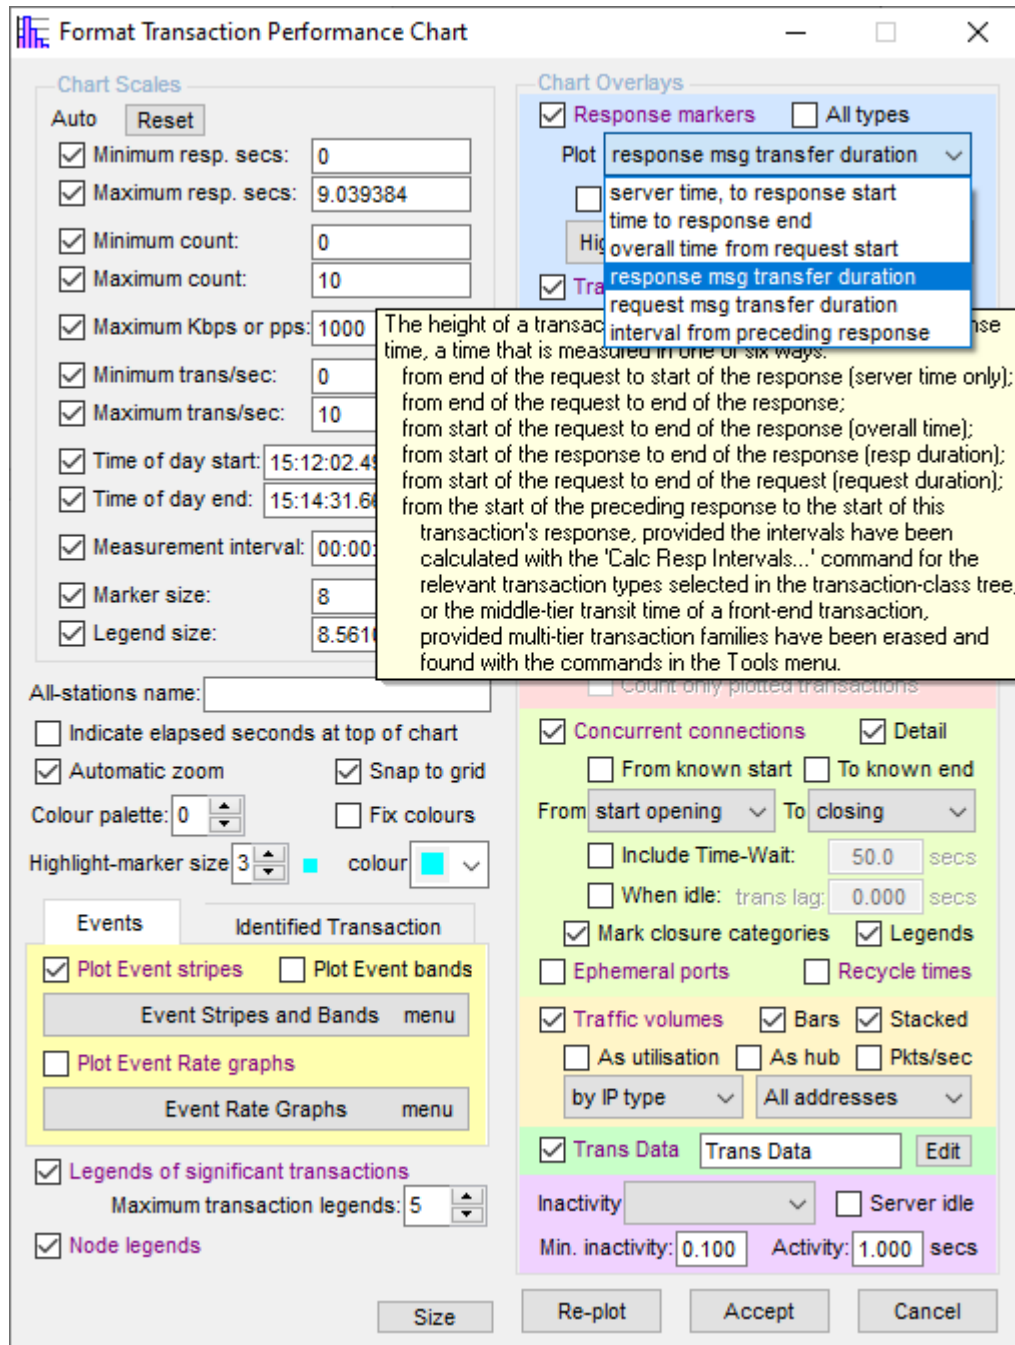 Format Transaction Performance Chart
Chart Scales
Auto Reset
Minimum resp. secs: 0
Maximum resp. secs: 9.039384
Minimum count: 0
Maximum count: 10
Maximum Kbps or pps: 1000
Minimum trans/sec: 0
Maximum trans/sec: 10
Time of day start: 15:12:02.49
Time of day end: 15:14:31.66
Measurement interval: 00:00:
Marker size: 8
Legend size: 8.5610
All-stations name:
Indicate elapsed seconds at top of chart
Automatic zoom Snap to grid
Colour palette: 0 Fix colours
Highlight-marker size 3 colour
Events Identified Transaction
Plot Event stripes Plot Event bands
Event Stripes and Bands menu
Plot Event Rate graphs
Event Rate Graphs menu
Legends of significant transactions
Maximum transaction legends: 5
Node legends
Size
Chart Overlays
Response markers All types
Plot response msg transfer duration
server time, to response start
time to response end
overall time from request start
response msg transfer duration
request msg transfer duration
interval from preceding response
Hig
Tra
The height of a transac nse
time, a time that is measured in one of six ways:
from end of the request to start of the response (server time only);
from end of the request to end of the response;
from start of the request to end of the response (overall time);
from start of the response to end of the response (resp duration);
from start of the request to end of the request (request duration);
from the start of the preceding response to the start of this
transaction's response, provided the intervals have been
calculated with the 'Calc Resp Intervals...' command for the
relevant transaction types selected in the transaction-class tree,
or the middle-tier transit time of a front-end transaction,
provided multi-tier transaction families have been erased and
found with the commands in the Tools menu.
Count only plotted transactions
Concurrent connections Detail
From known start To known end
From start opening To closing
Include Time-Wait: 50.0 secs
When idle: trans lag: 0.000 secs
Mark closure categories Legends
Ephemeral ports Recycle times
Traffic volumes Bars Stacked
As utilisation As hub Pkts/sec
by IP type All addresses
Trans Data Trans Data Edit
Inactivity Server idle
Min. inactivity: 0.100 Activity: 1.000 secs
Re-plot Accept Cancel